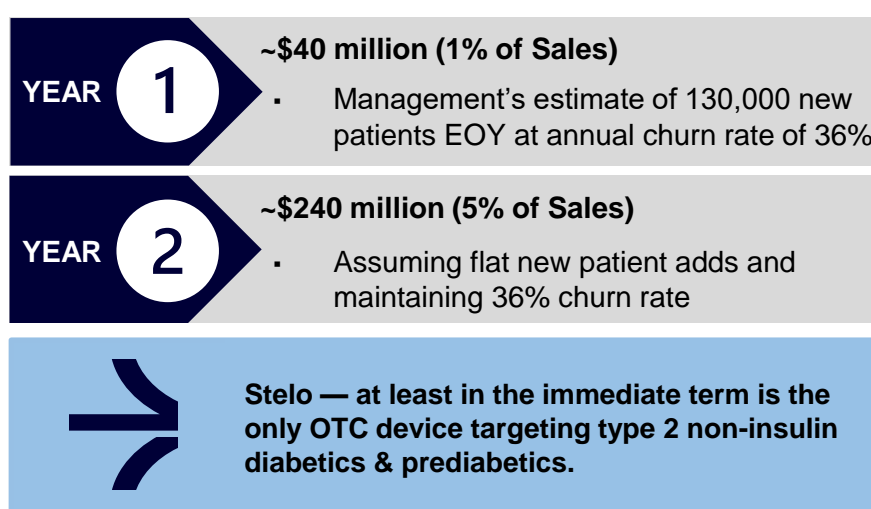 ~$40 million (1% of Sales)
YEAR 1
▪ Management's estimate of 130,000 new
patients EOY at annual churn rate of 36%
~$240 million (5% of Sales)
YEAR 2
▪ Assuming flat new patient adds and
maintaining 36% churn rate
Stelo — at least in the immediate term is the
only OTC device targeting type 2 non-insulin
diabetics & prediabetics.